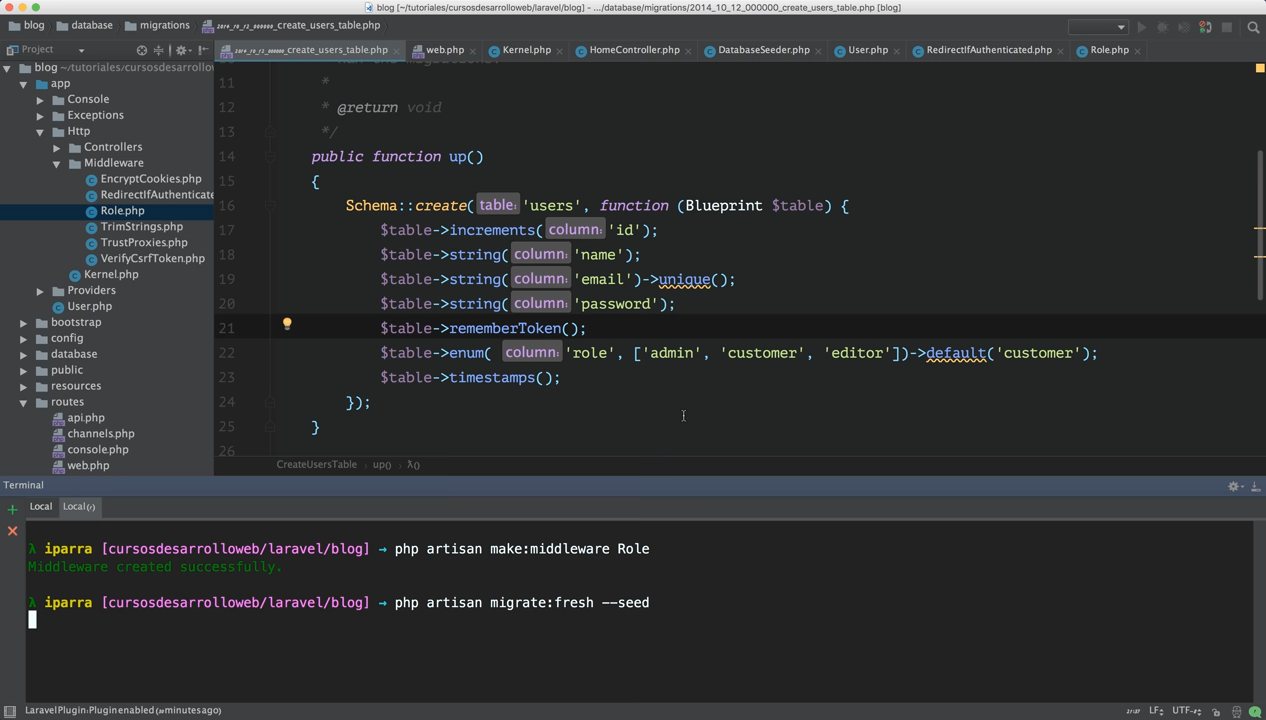 blog [~/tutoriales/cursosdesarrolloweb/laravel/blog] - .../database/migrations/2014_10_12_000000_create_users_table.php [blog]
blog database migrations 2014_10_12_000000_create_users_table.php
Project 2014_10_12_000000_create_users_table.php web.php Kernel.php HomeController.php DatabaseSeeder.php User.php RedirectIfAuthenticated.php Role.php
blog ~/tutoriales/cursosdesarrollow
app
Console
Exceptions
Http
Controllers
Middleware
EncryptCookies.php
RedirectIfAuthenticate
Role.php
TrimStrings.php
TrustProxies.php
VerifyCsrfToken.php
Kernel.php
Providers
User.php
bootstrap
config
database
public
resources
routes
api.php
channels.php
console.php
web.php
11 *
12 * @return void
13 */
14 public function up()
15 {
16 Schema::create( table: 'users', function (Blueprint $table) {
17 $table->increments( column: 'id');
18 $table->string( column: 'name');
19 $table->string( column: 'email')->unique();
20 $table->string( column: 'password');
21 $table->rememberToken();
22 $table->enum( column: 'role', ['admin', 'customer', 'editor'])->default('customer');
23 $table->timestamps();
24 });
25 }
26
CreateUsersTable › up() › λ()
Terminal
Local Local
λ iparra [cursosdesarrolloweb/laravel/blog] → php artisan make:middleware Role
Middleware created successfully.
λ iparra [cursosdesarrolloweb/laravel/blog] → php artisan migrate:fresh --seed
Laravel Plugin: Plugin enabled minutes ago) LF UTF-8